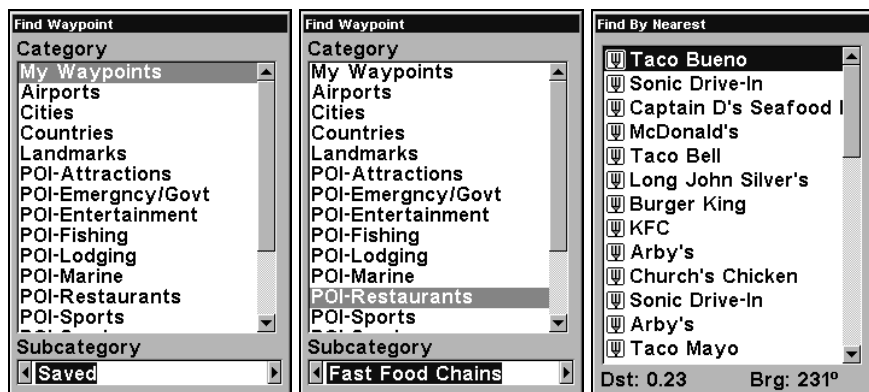 Find Waypoint
Category
My Waypoints
Airports
Cities
Countries
Landmarks
POI-Attractions
POI-Emergncy/Govt
POI-Entertainment
POI-Fishing
POI-Lodging
POI-Marine
POI-Restaurants
POI-Sports
Subcategory
Saved
Find Waypoint
Category
My Waypoints
Airports
Cities
Countries
Landmarks
POI-Attractions
POI-Emergncy/Govt
POI-Entertainment
POI-Fishing
POI-Lodging
POI-Marine
POI-Restaurants
POI-Sports
Subcategory
Fast Food Chains
Find By Nearest
Taco Bueno
Sonic Drive-In
Captain D's Seafood
McDonald's
Taco Bell
Long John Silver's
Burger King
KFC
Arby's
Church's Chicken
Sonic Drive-In
Arby's
Taco Mayo
Dst: 0.23 Brg: 231º